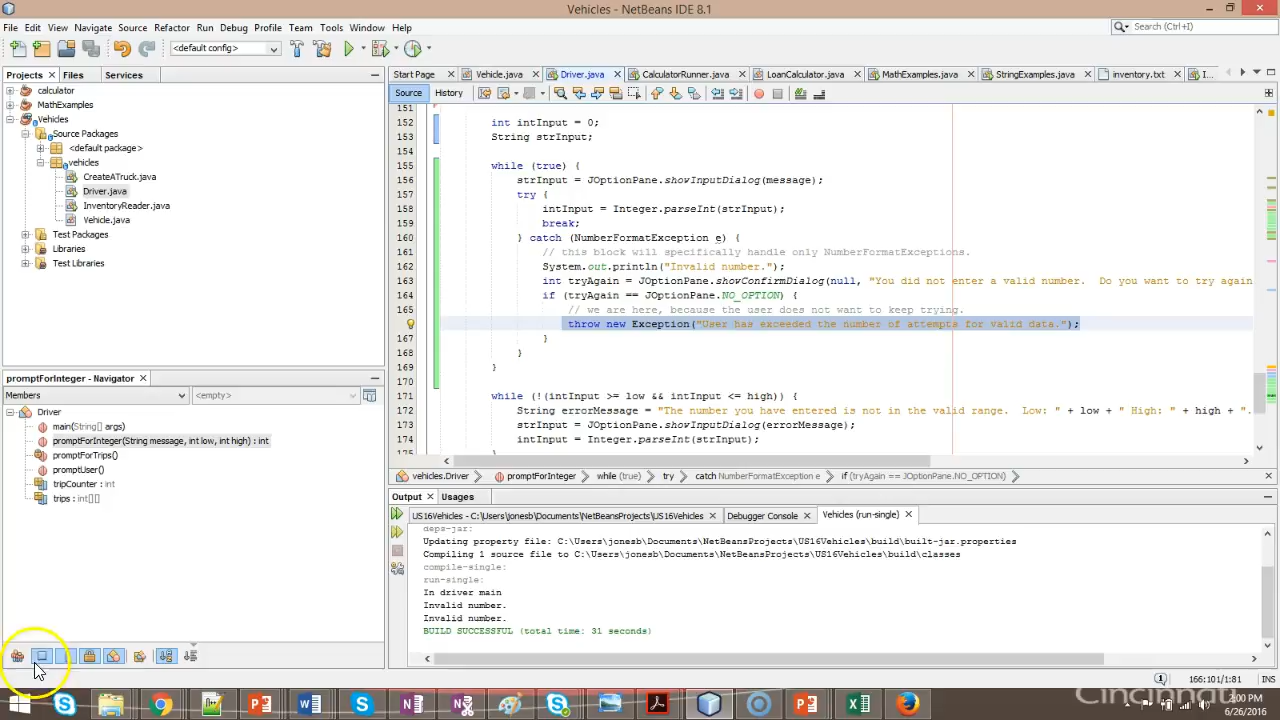 Vehicles - NetBeans IDE 8.1
File Edit View Navigate Source Refactor Run Debug Profile Team Tools Window Help
Search (Ctrl+I)
<default config>
Projects Files Services
calculator
MathExamples
Vehicles
Source Packages
<default package>
vehicles
CreateATruck.java
Driver.java
InventoryReader.java
Vehicle.java
Test Packages
Libraries
Test Libraries
promptForInteger - Navigator
Members <empty>
Driver
main(String[] args)
promptForInteger(String message, int low, int high) : int
promptForTrips()
promptUser()
tripCounter : int
trips : int[][]
Start Page Vehicle.java Driver.java CalculatorRunner.java LoanCalculator.java MathExamples.java StringExamples.java inventory.txt I...
Source History
151
152 int intInput = 0;
153 String strInput;
155 while (true) {
156 strInput = JOptionPane.showInputDialog(message);
157 try {
158 intInput = Integer.parseInt(strInput);
159 break;
160 } catch (NumberFormatException e) {
161 // this block will specifically handle only NumberFormatExceptions.
162 System.out.println("Invalid number.");
163 int tryAgain = JOptionPane.showConfirmDialog(null, "You did not enter a valid number.  Do you want to try again
164 if (tryAgain == JOptionPane.NO_OPTION) {
165 // we are here, because the user does not want to keep trying.
throw new Exception("User has exceeded the number of attempts for valid data.");
167 }
168 }
169 }
170
171 while (!(intInput >= low && intInput <= high)) {
172 String errorMessage = "The number you have entered is not in the valid range.  Low: " + low + " High: " + high + ".
173 strInput = JOptionPane.showInputDialog(errorMessage);
174 intInput = Integer.parseInt(strInput);
175 }
vehicles.Driver promptForInteger while (true) try catch NumberFormatException e if (tryAgain == JOptionPane.NO_OPTION)
Output Usages
US16Vehicles - C:\Users\jonesb\Documents\NetBeansProjects\US16Vehicles Debugger Console Vehicles (run-single)
deps-jar:
Updating property file: C:\Users\jonesb\Documents\NetBeansProjects\US16Vehicles\build\built-jar.properties
Compiling 1 source file to C:\Users\jonesb\Documents\NetBeansProjects\US16Vehicles\build\classes
compile-single:
run-single:
In driver main
Invalid number.
Invalid number.
BUILD SUCCESSFUL (total time: 31 seconds)
166:101/1:81 INS
Cincinnati
2:00 PM
6/26/2016